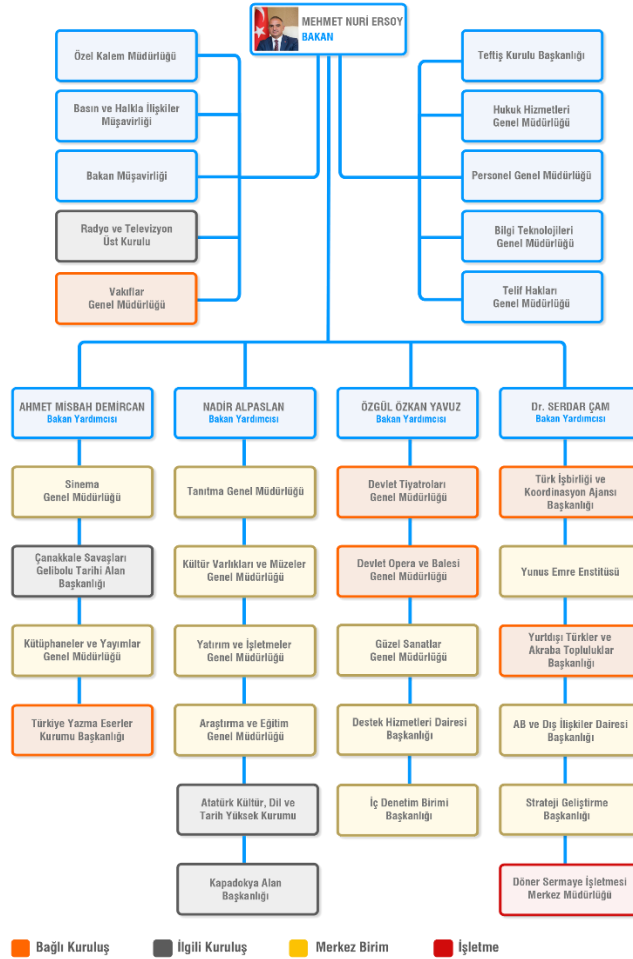 MEHMET NURİ ERSOY
BAKAN
Özel Kalem Müdürlüğü
Basın ve Halkla İlişkiler
Müşavirliği
Bakan Müşavirliği
Radyo ve Televizyon
Üst Kurulu
Vakıflar
Genel Müdürlüğü
Teftiş Kurulu Başkanlığı
Hukuk Hizmetleri
Genel Müdürlüğü
Personel Genel Müdürlüğü
Bilgi Teknolojileri
Genel Müdürlüğü
Telif Hakları
Genel Müdürlüğü
AHMET MİSBAH DEMİRCAN
Bakan Yardımcısı
Sinema
Genel Müdürlüğü
Çanakkale Savaşları
Gelibolu Tarihi Alan
Başkanlığı
Kütüphaneler ve Yayımlar
Genel Müdürlüğü
Türkiye Yazma Eserler
Kurumu Başkanlığı
NADİR ALPASLAN
Bakan Yardımcısı
Tanıtma Genel Müdürlüğü
Kültür Varlıkları ve Müzeler
Genel Müdürlüğü
Yatırım ve İşletmeler
Genel Müdürlüğü
Araştırma ve Eğitim
Genel Müdürlüğü
Atatürk Kültür, Dil ve
Tarih Yüksek Kurumu
Kapadokya Alan
Başkanlığı
ÖZGÜL ÖZKAN YAVUZ
Bakan Yardımcısı
Devlet Tiyatroları
Genel Müdürlüğü
Devlet Opera ve Balesi
Genel Müdürlüğü
Güzel Sanatlar
Genel Müdürlüğü
Destek Hizmetleri Dairesi
Başkanlığı
İç Denetim Birimi
Başkanlığı
Dr. SERDAR ÇAM
Bakan Yardımcısı
Türk İşbirliği ve
Koordinasyon Ajansı
Başkanlığı
Yunus Emre Enstitüsü
Yurtdışı Türkler ve
Akraba Topluluklar
Başkanlığı
AB ve Dış İlişkiler Dairesi
Başkanlığı
Strateji Geliştirme
Başkanlığı
Döner Sermaye İşletmesi
Merkez Müdürlüğü
Bağlı Kuruluş
İlgili Kuruluş
Merkez Birim
İşletme